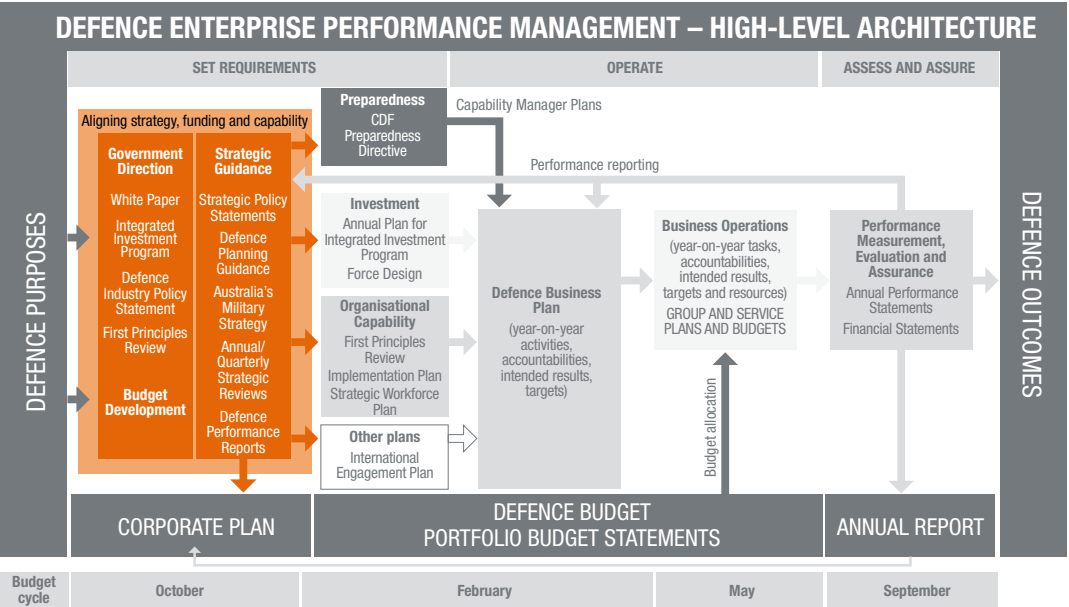 DEFENCE ENTERPRISE PERFORMANCE MANAGEMENT – HIGH-LEVEL ARCHITECTURE
SET REQUIREMENTS
OPERATE
ASSESS AND ASSURE
DEFENCE PURPOSES
Aligning strategy, funding and capability
Government
Direction
White Paper
Integrated
Investment
Program
Defence
Industry Policy
Statement
First Principles
Review
Budget
Development
Strategic
Guidance
Strategic Policy
Statements
Defence
Planning
Guidance
Australia's
Military
Strategy
Annual/
Quarterly
Strategic
Reviews
Defence
Performance
Reports
Preparedness
CDF
Preparedness
Directive
Capability Manager Plans
Performance reporting
Investment
Annual Plan for
Integrated Investment
Program
Force Design
Organisational
Capability
First Principles
Review
Implementation Plan
Strategic Workforce
Plan
Other plans
International
Engagement Plan
Defence Business
Plan
(year-on-year
activities,
accountabilities,
intended results,
targets)
Business Operations
(year-on-year tasks,
accountabilities,
intended results,
targets and resources)
GROUP AND SERVICE
PLANS AND BUDGETS
Budget allocation
Performance
Measurement,
Evaluation and
Assurance
Annual Performance
Statements
Financial Statements
DEFENCE OUTCOMES
CORPORATE PLAN
DEFENCE BUDGET
PORTFOLIO BUDGET STATEMENTS
ANNUAL REPORT
Budget
cycle
October
February
May
September